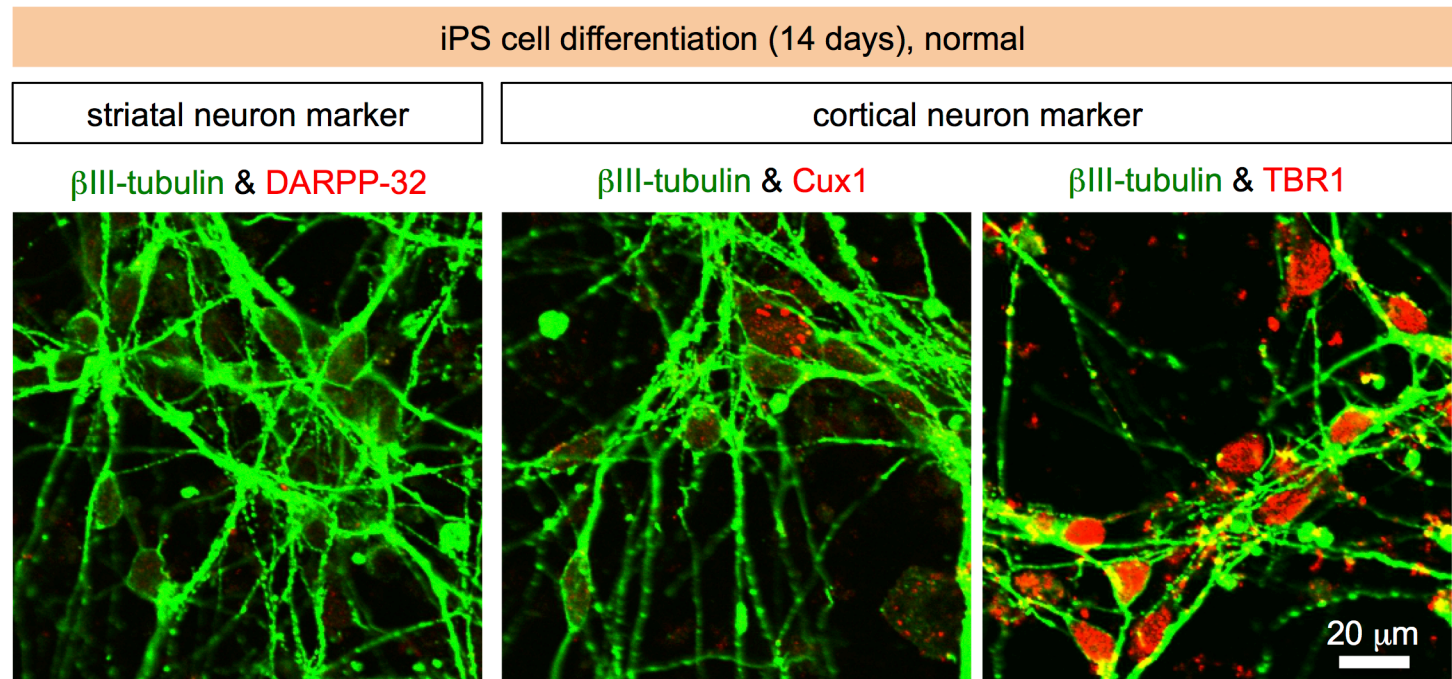 iPS cell differentiation (14 days), normal
striatal neuron marker
cortical neuron marker
βIII-tubulin & DARPP-32
βIII-tubulin & Cux1
βIII-tubulin & TBR1
20 μm